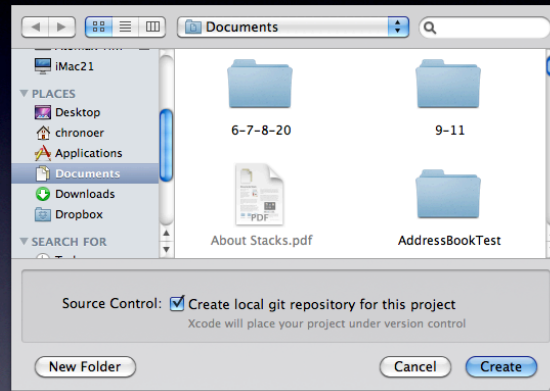 Documents
iMac21
PLACES
Desktop
chronoer
Applications
Documents
Downloads
Dropbox
SEARCH FOR
6-7-8-20
9-11
PDF
About Stacks.pdf
AddressBookTest
Source Control: Create local git repository for this project
Xcode will place your project under version control
New Folder
Cancel
Create